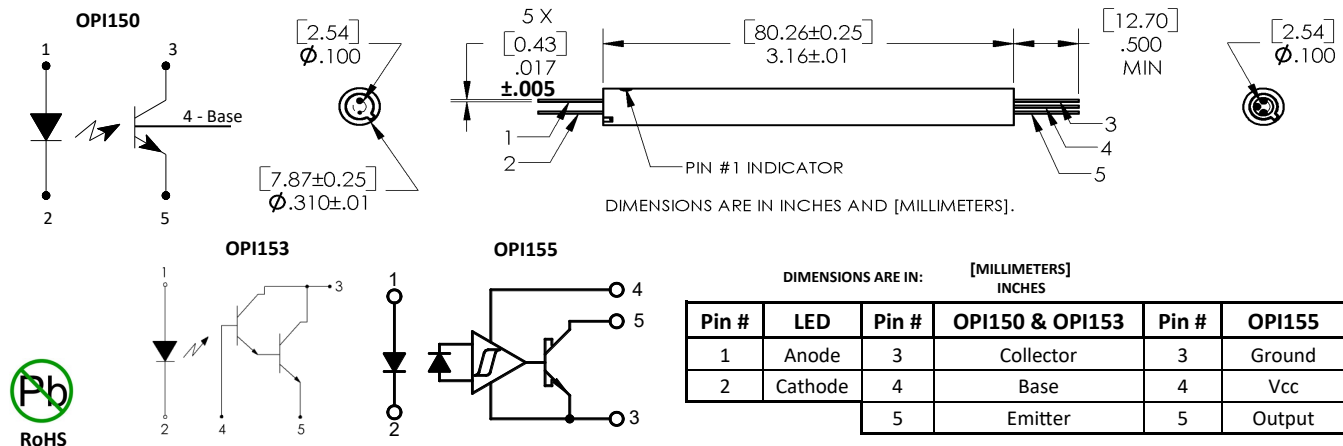 OPI150
1
3
4 - Base
2
5
[2.54]
Ø.100
[7.87±0.25]
Ø.310±.01
5 X
[0.43]
.017
±.005
[80.26±0.25]
3.16±.01
[12.70]
.500
MIN
[2.54]
Ø.100
1
2
3
4
5
PIN #1 INDICATOR
DIMENSIONS ARE IN INCHES AND [MILLIMETERS].
OPI153
1
3
2
4
5
OPI155
1
2
4
5
3
Pb
RoHS
DIMENSIONS ARE IN:
[MILLIMETERS]
INCHES
Pin # LED Pin # OPI150 & OPI153 Pin # OPI155
1 Anode 3 Collector 3 Ground
2 Cathode 4 Base 4 Vcc
5 Emitter 5 Output